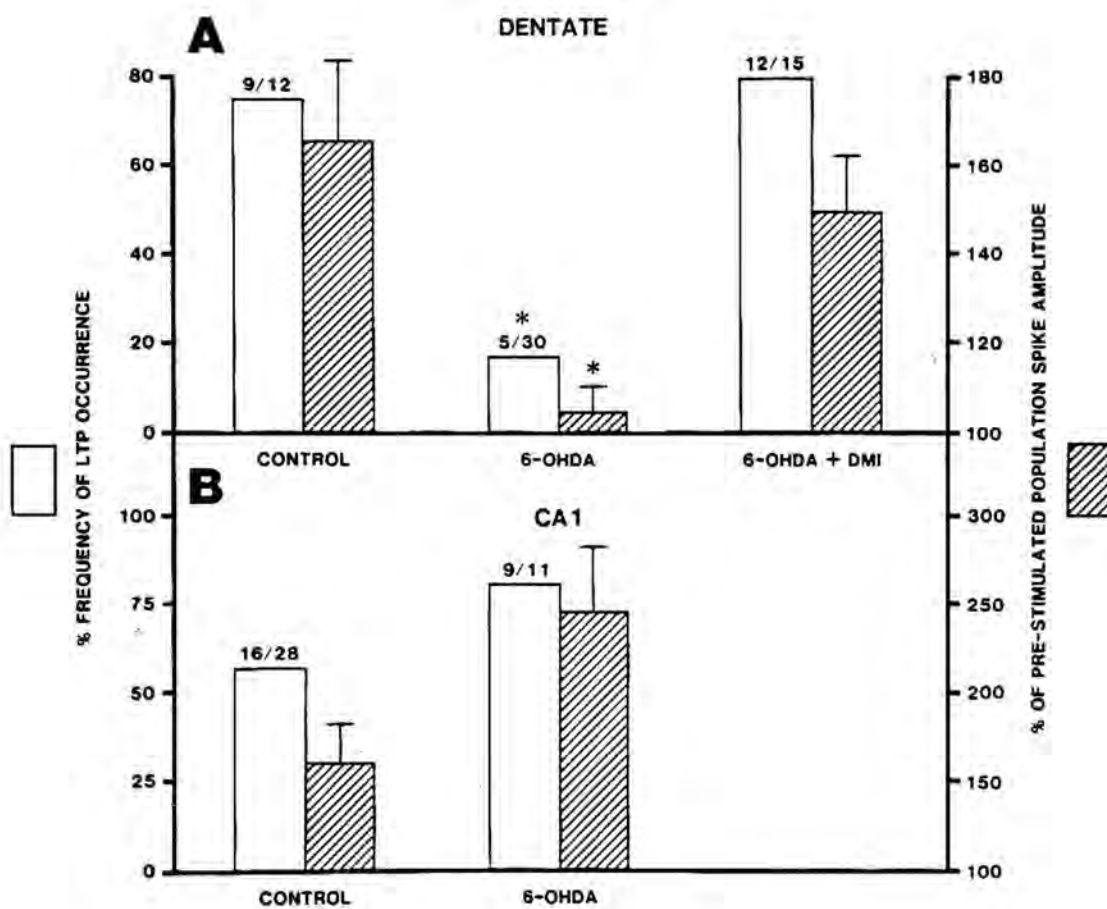 A
DENTATE
80
60
40
20
0
9/12
*
5/30
*
12/15
180
160
140
120
100
CONTROL
6-OHDA
6-OHDA + DMI
% FREQUENCY OF LTP OCCURRENCE
% OF PRE-STIMULATED POPULATION SPIKE AMPLITUDE
B
CA1
100
75
50
25
0
16/28
9/11
300
250
200
150
100
CONTROL
6-OHDA